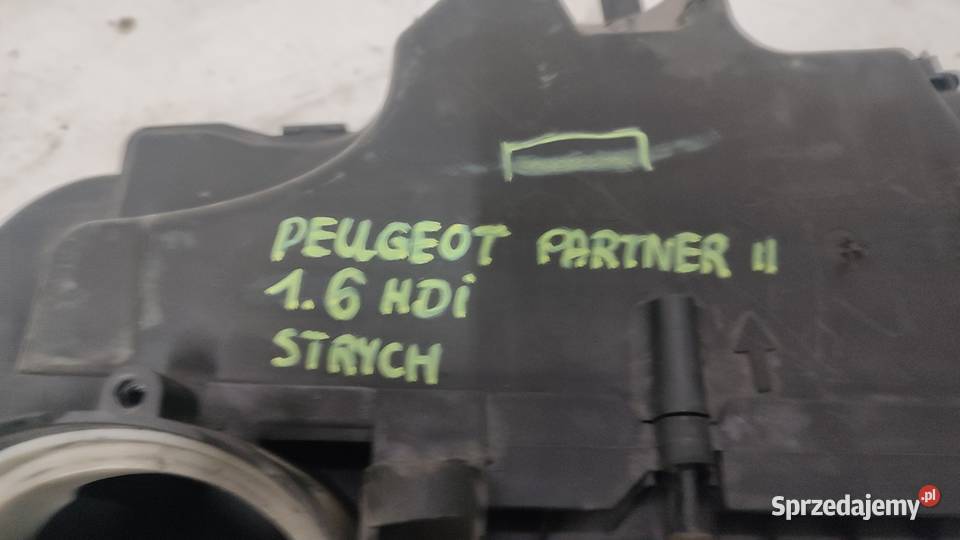 PEUGEOT PARTNER II
1.6 HDi
STRYCH
Sprzedajemy.pl